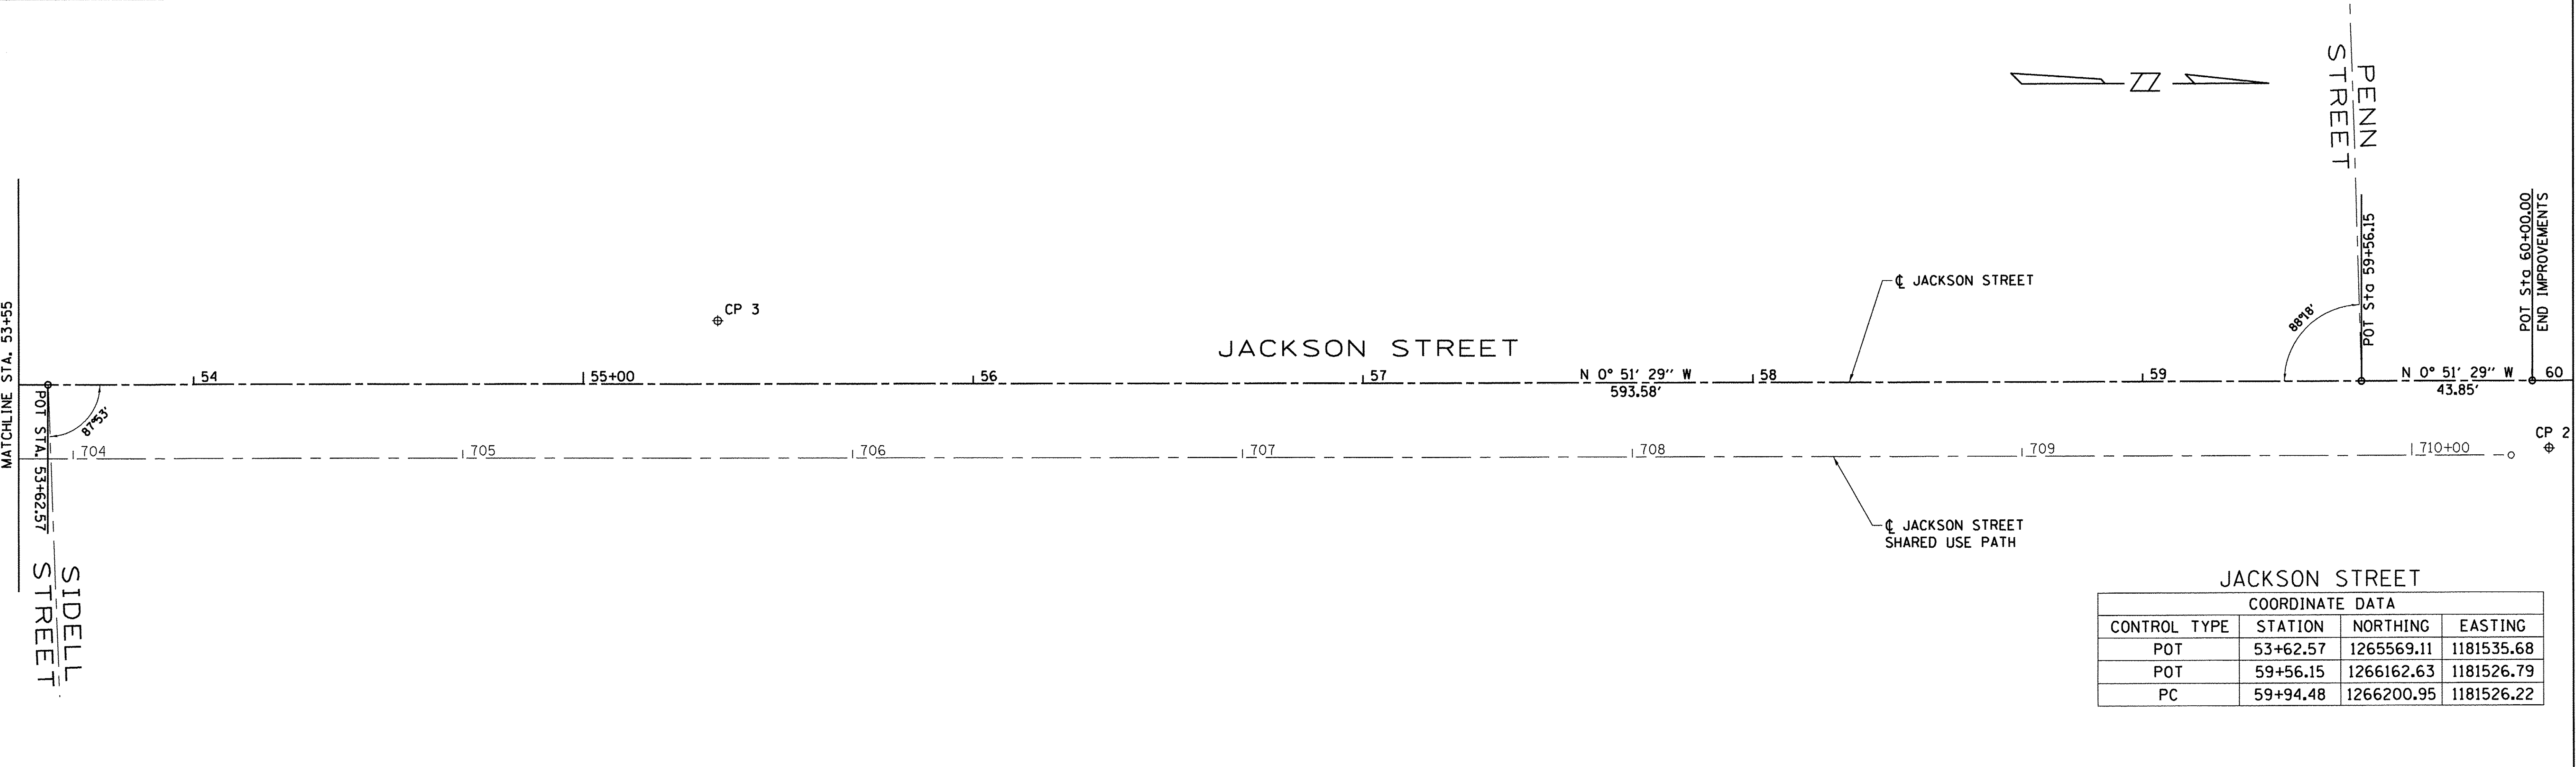 PENN
STREET
N
MATCHLINE STA. 53+55
POT STA. 53+62.57
SIDELL
STREET
87°53'
CP 3
JACKSON STREET
54
55+00
56
57
N 0° 51' 29'' W
593.58'
58
59
℄ JACKSON STREET
88°18'
POT Sta 59+56.15
POT Sta 60+00.00
END IMPROVEMENTS
N 0° 51' 29'' W
43.85'
60
704
705
706
707
708
709
710+00
CP 2
℄ JACKSON STREET
SHARED USE PATH
JACKSON STREET
COORDINATE DATA
CONTROL TYPE STATION NORTHING EASTING
POT 53+62.57 1265569.11 1181535.68
POT 59+56.15 1266162.63 1181526.79
PC 59+94.48 1266200.95 1181526.22